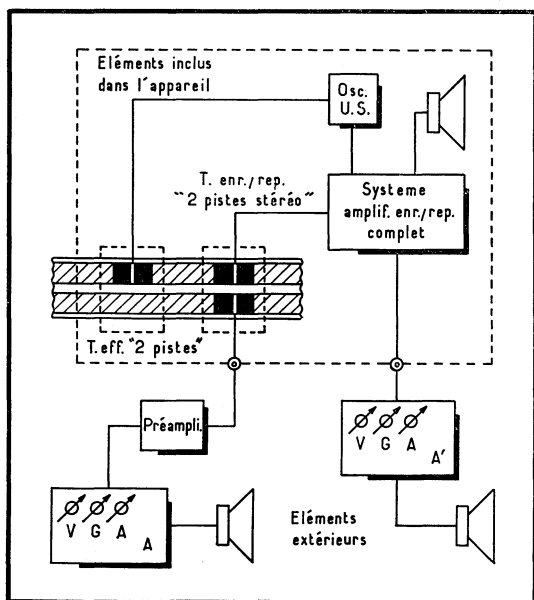 Eléments inclus
dans l'appareil
Osc.
U.S.
T. enr./rep.
"2 pistes stéréo"
Systeme
amplif. enr./rep.
complet
T. eff. "2 pistes"
Préampli.
V G A
A'
V G A
A
Eléments
extérieurs